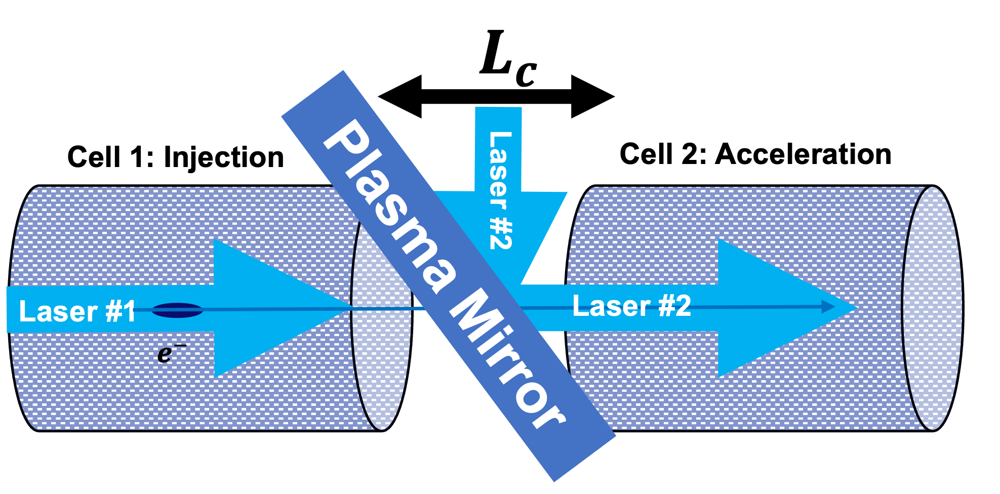 L_c
Cell 1: Injection
Cell 2: Acceleration
Plasma Mirror
Laser #2
Laser #1
Laser #2
e⁻